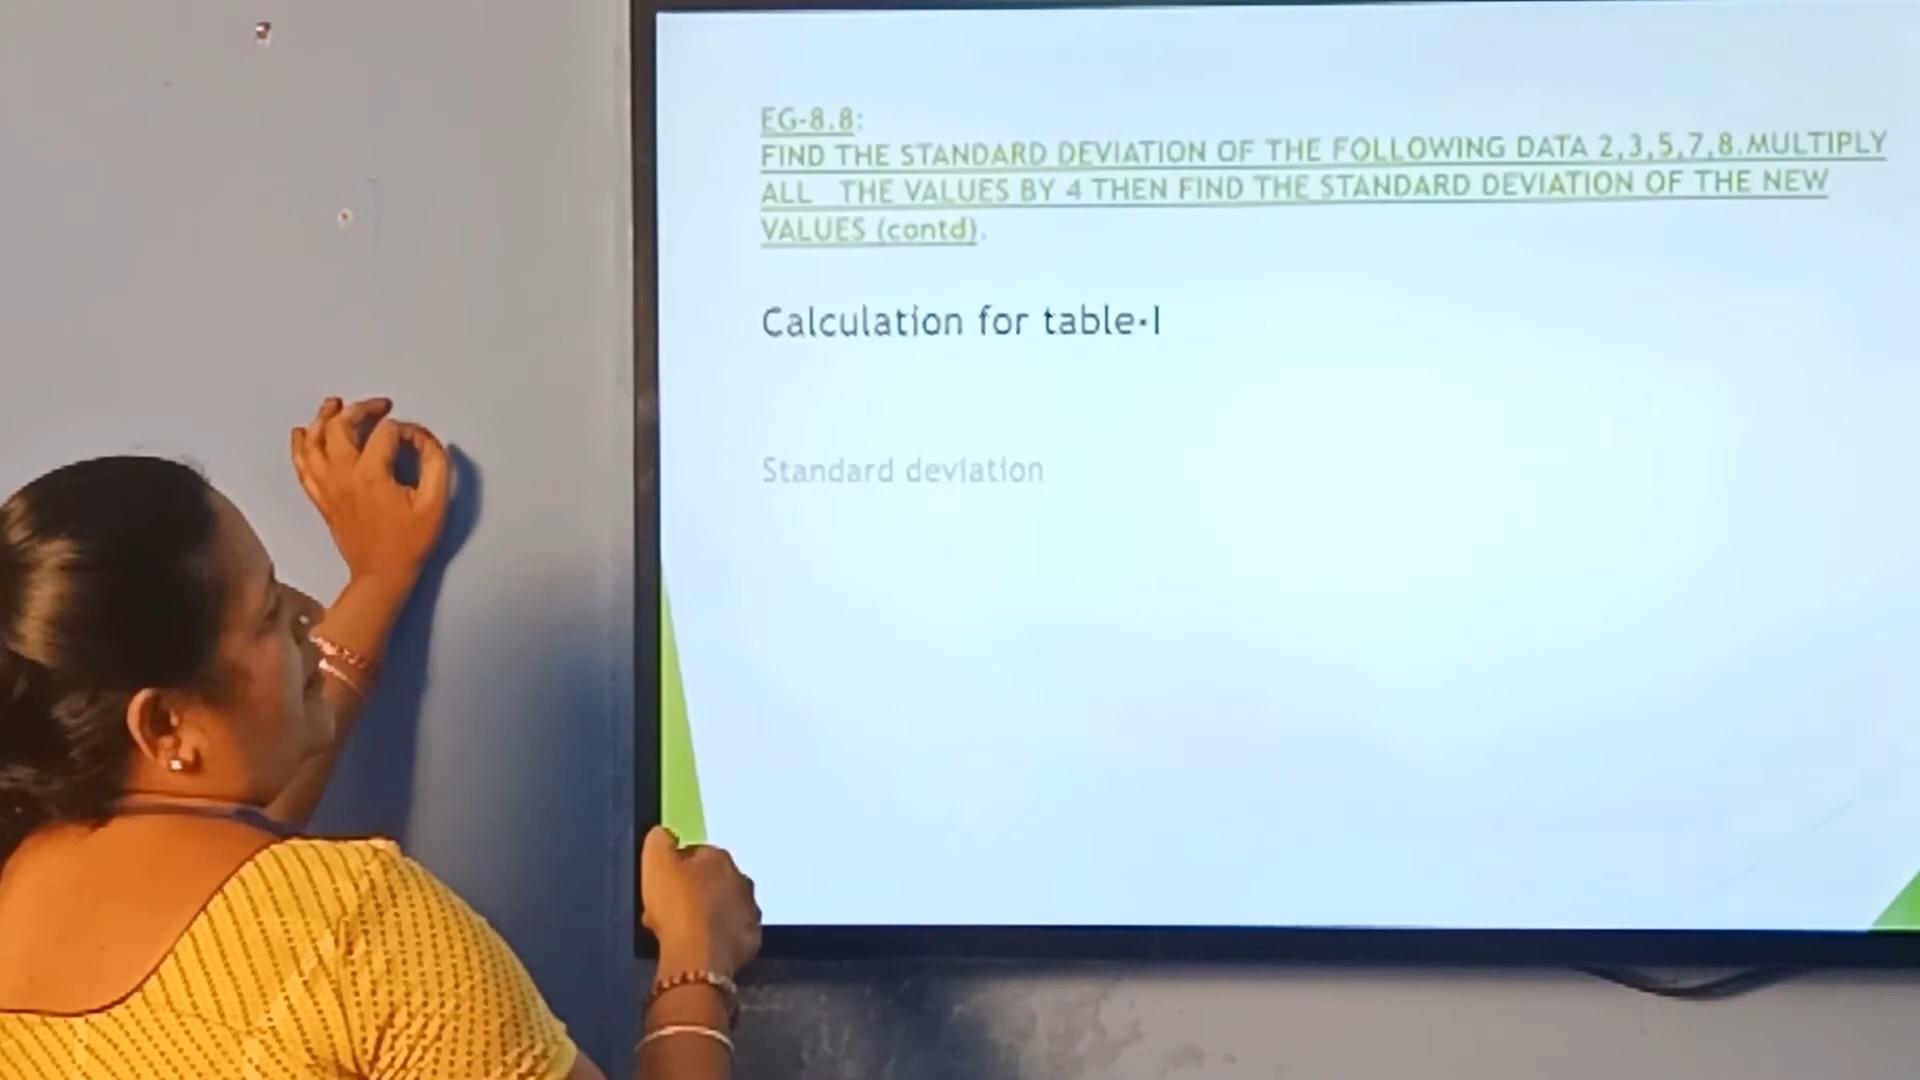 EG-8.8:
FIND THE STANDARD DEVIATION OF THE FOLLOWING DATA 2,3,5,7,8.MULTIPLY
ALL THE VALUES BY 4 THEN FIND THE STANDARD DEVIATION OF THE NEW
VALUES (contd).
Calculation for table-I
Standard deviation